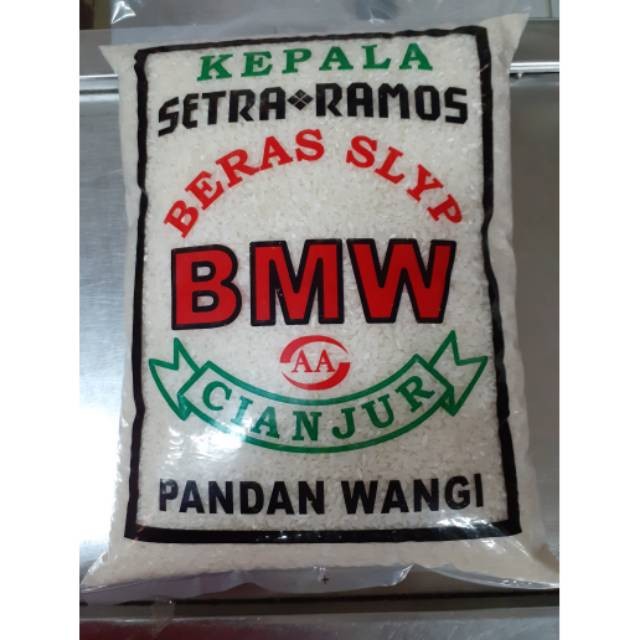 KEPALA
SETRA❖RAMOS
BERAS SLYP
BMW
AA
CIANJUR
PANDAN WANGI